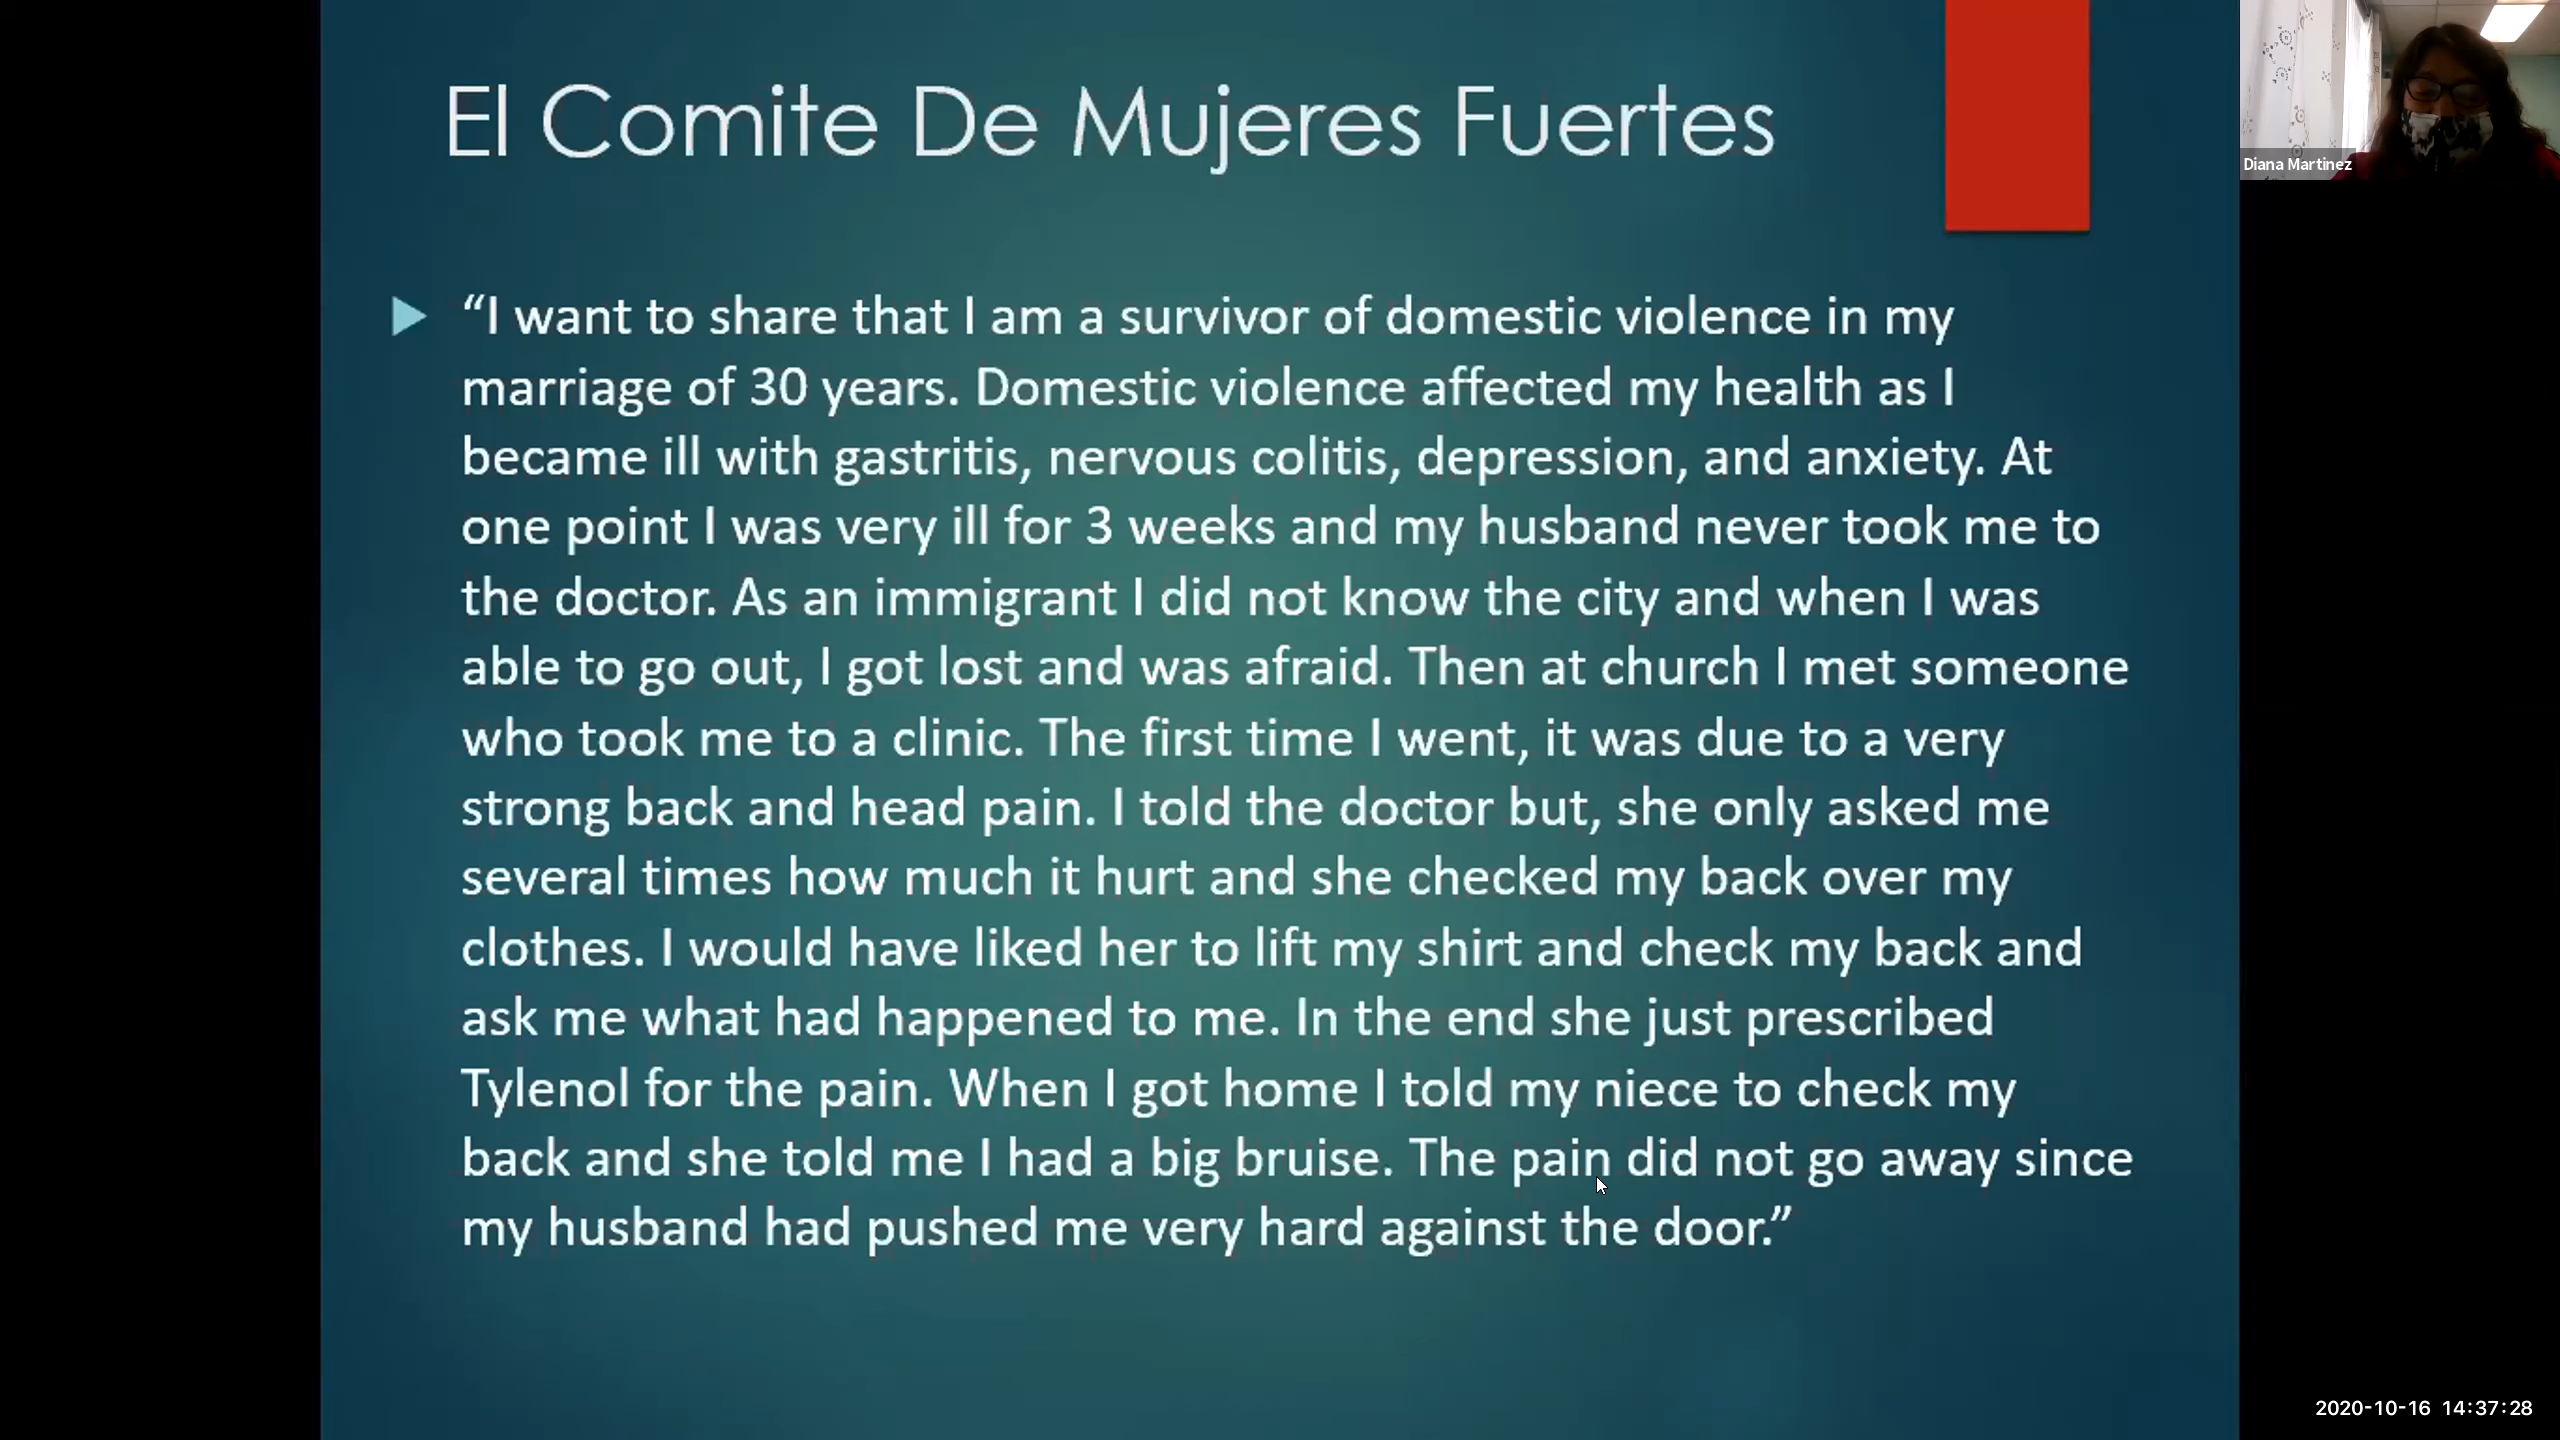 El Comite De Mujeres Fuertes
Diana Martinez
“I want to share that I am a survivor of domestic violence in my
marriage of 30 years. Domestic violence affected my health as I
became ill with gastritis, nervous colitis, depression, and anxiety. At
one point I was very ill for 3 weeks and my husband never took me to
the doctor. As an immigrant I did not know the city and when I was
able to go out, I got lost and was afraid. Then at church I met someone
who took me to a clinic. The first time I went, it was due to a very
strong back and head pain. I told the doctor but, she only asked me
several times how much it hurt and she checked my back over my
clothes. I would have liked her to lift my shirt and check my back and
ask me what had happened to me. In the end she just prescribed
Tylenol for the pain. When I got home I told my niece to check my
back and she told me I had a big bruise. The pain did not go away since
my husband had pushed me very hard against the door.”
2020-10-16 14:37:28